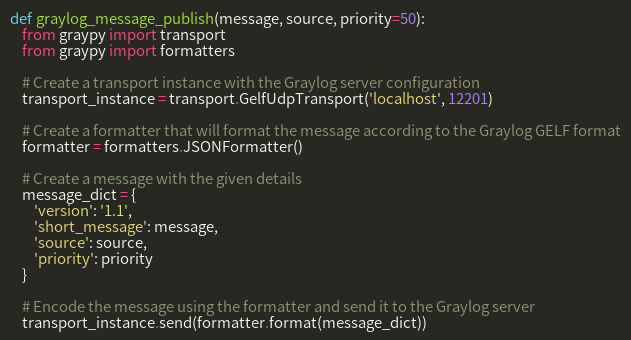 def graylog_message_publish(message, source, priority=50):
    from graypy import transport
    from graypy import formatters

    # Create a transport instance with the Graylog server configuration
    transport_instance = transport.GelfUdpTransport('localhost', 12201)

    # Create a formatter that will format the message according to the Graylog GELF format
    formatter = formatters.JSONFormatter()

    # Create a message with the given details
    message_dict = {
        'version': '1.1',
        'short_message': message,
        'source': source,
        'priority': priority
    }

    # Encode the message using the formatter and send it to the Graylog server
    transport_instance.send(formatter.format(message_dict))